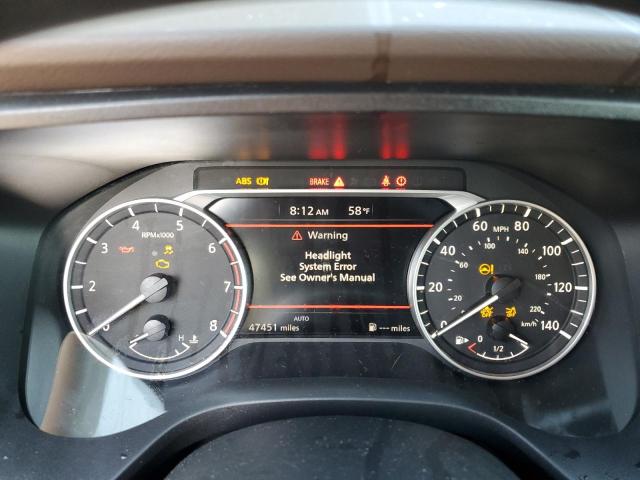 ABS BRAKE
8:12 AM 58°F
Warning
Headlight
System Error
See Owner's Manual
AUTO
47451 miles --- miles
RPMx1000
0 2 3 4 5 6 7 8
H
MPH
0 20 40 60 80 100 120 140
20 60 100 140 180 220
km/h
0 1/2